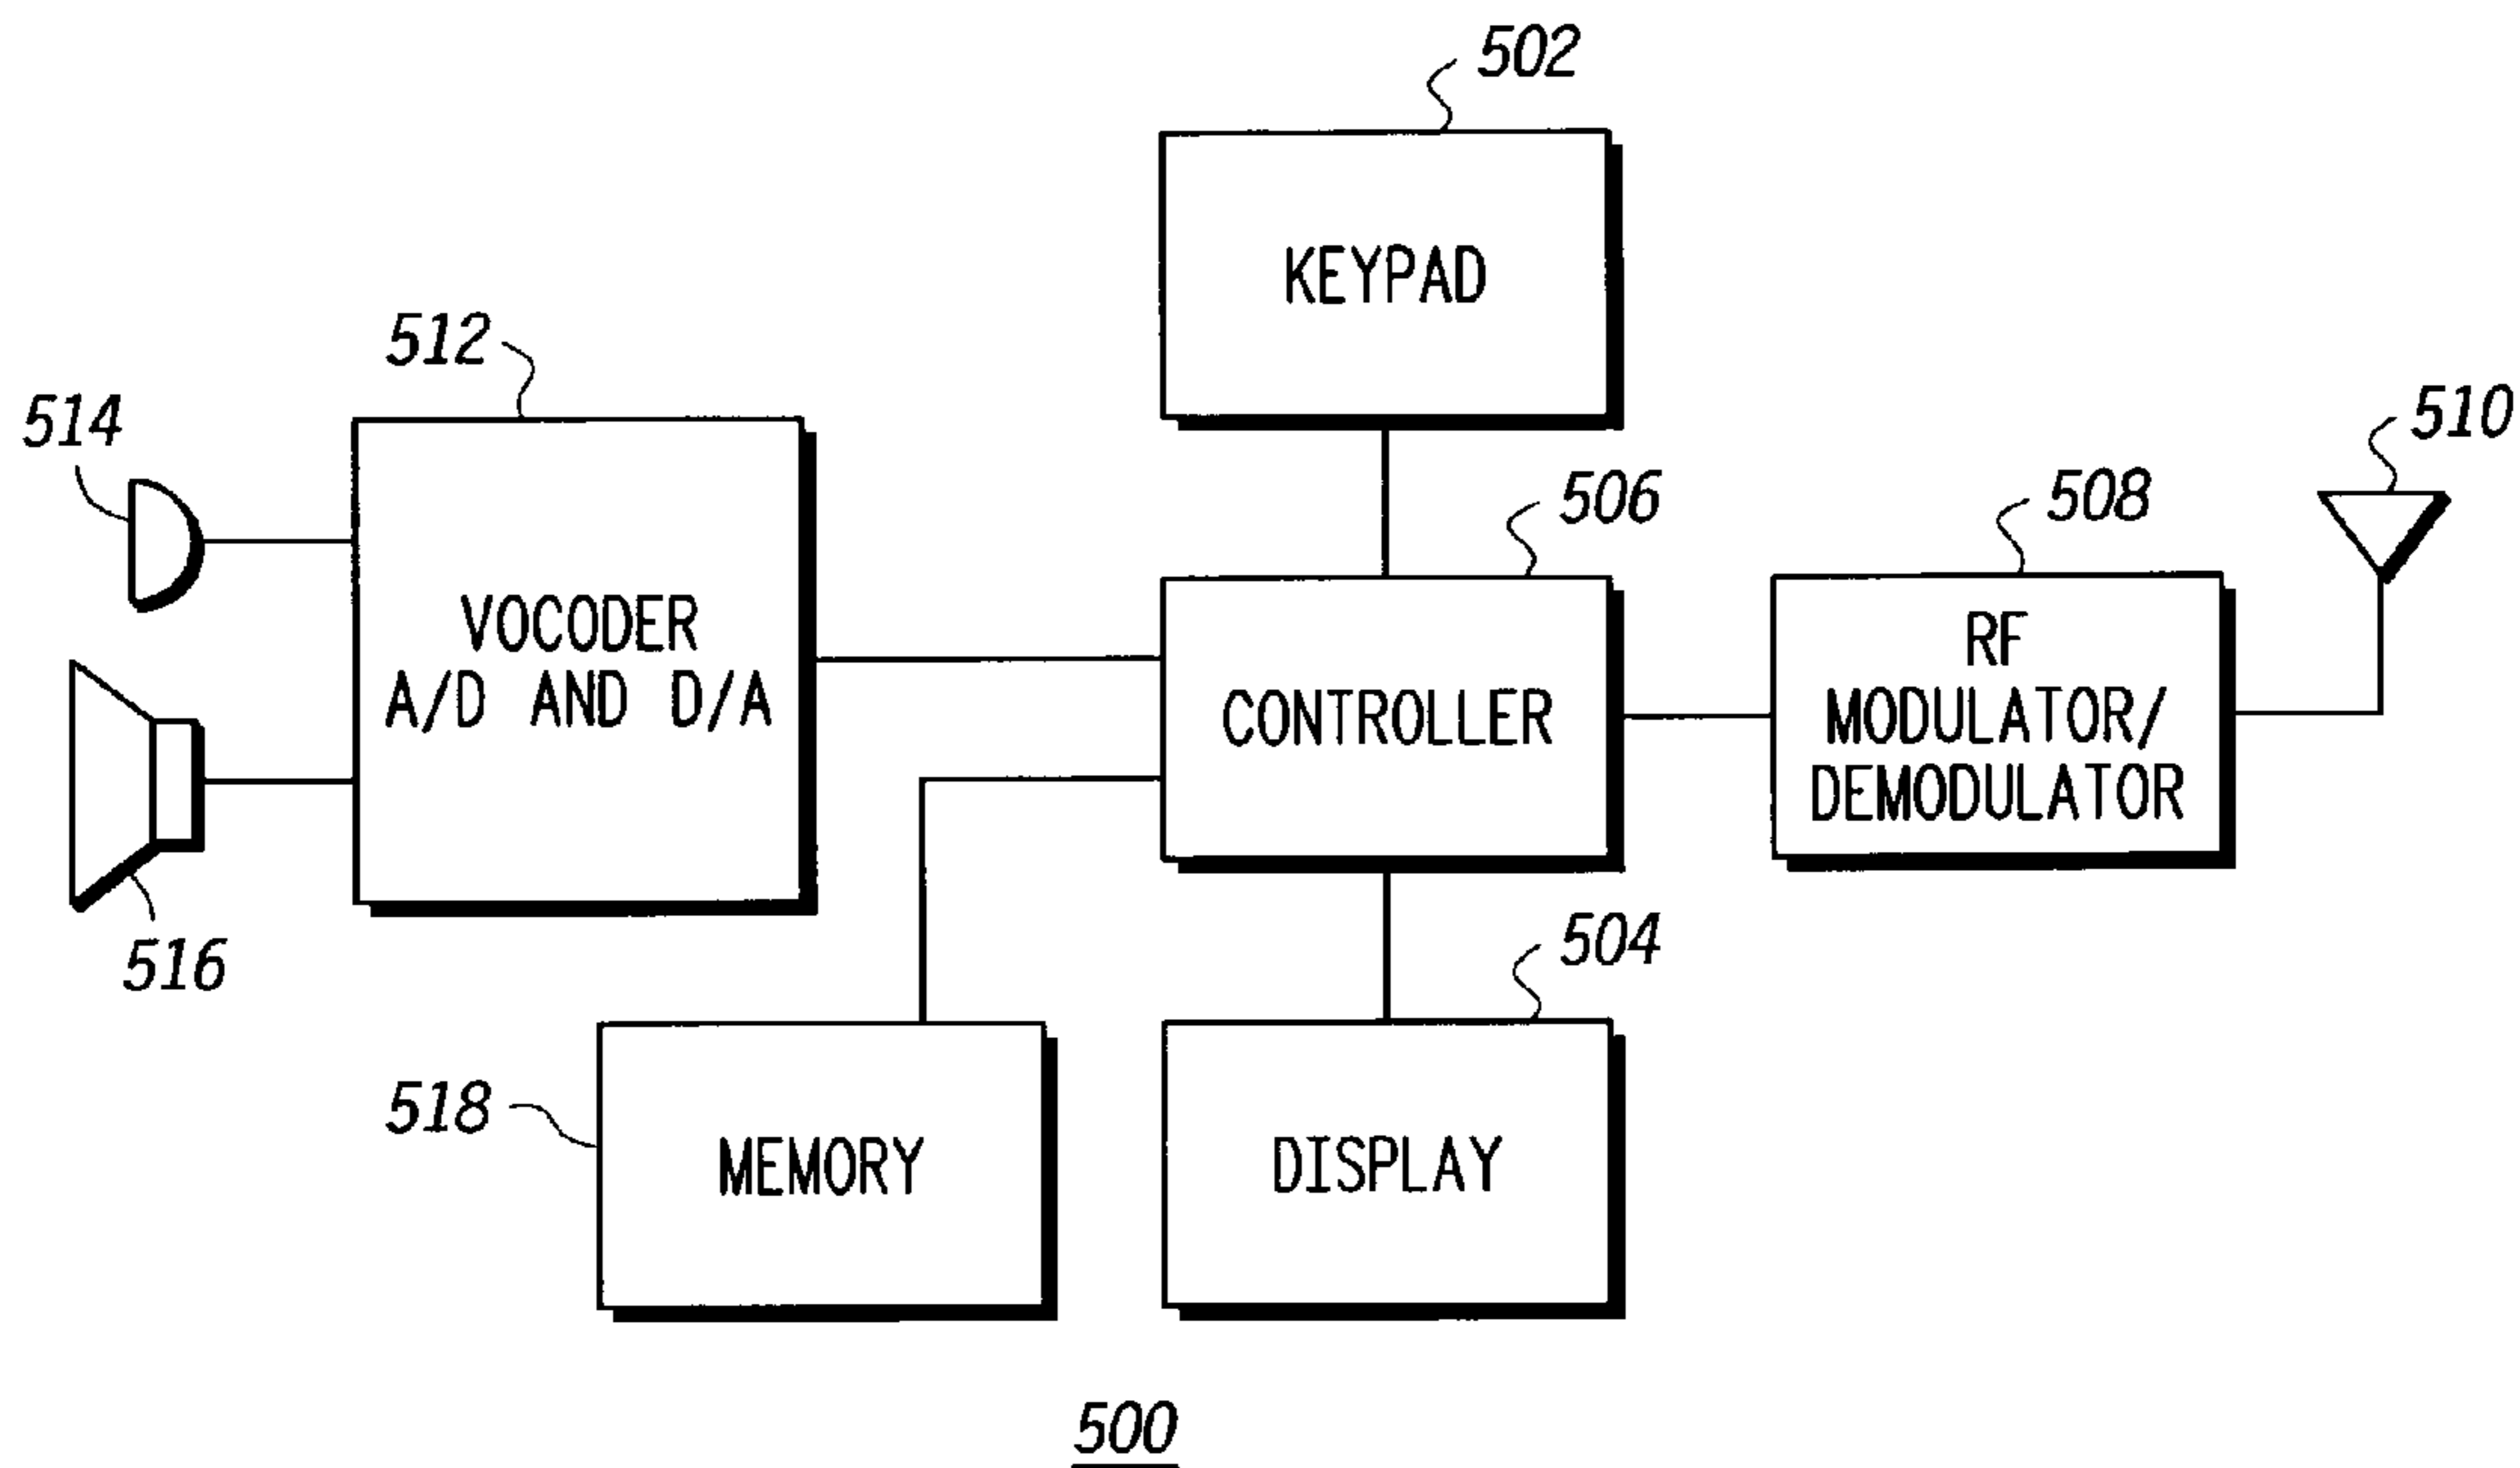 502
KEYPAD
512
514
510
506
508
VOCODER
A/D AND D/A
CONTROLLER
RF
MODULATOR/
DEMODULATOR
504
516
518
MEMORY
DISPLAY
500